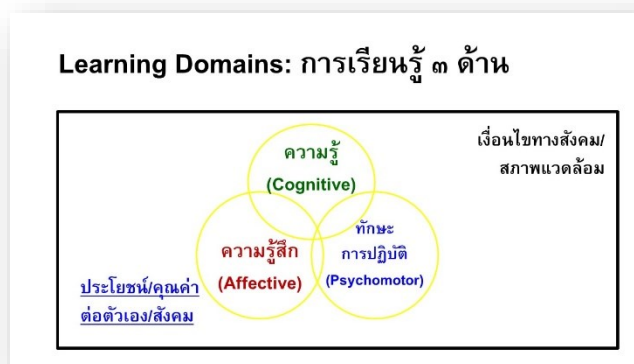 Learning Domains: การเรียนรู้ ๓ ด้าน
เงื่อนไขทางสังคม/
สภาพแวดล้อม
ความรู้
(Cognitive)
ความรู้สึก
(Affective)
ทักษะ
การปฏิบัติ
(Psychomotor)
ประโยชน์/คุณค่า
ต่อตัวเอง/สังคม